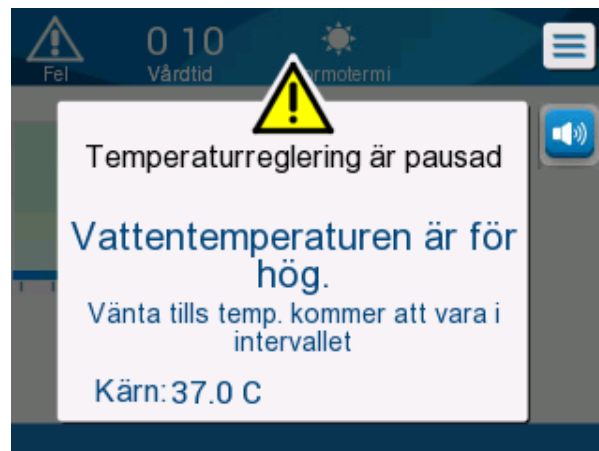 0 10
Fel
Vårdtid
ormotermi
Temperaturreglering är pausad
Vattentemperaturen är för
hög.
Vänta tills temp. kommer att vara i
intervallet
Kärn: 37.0 C